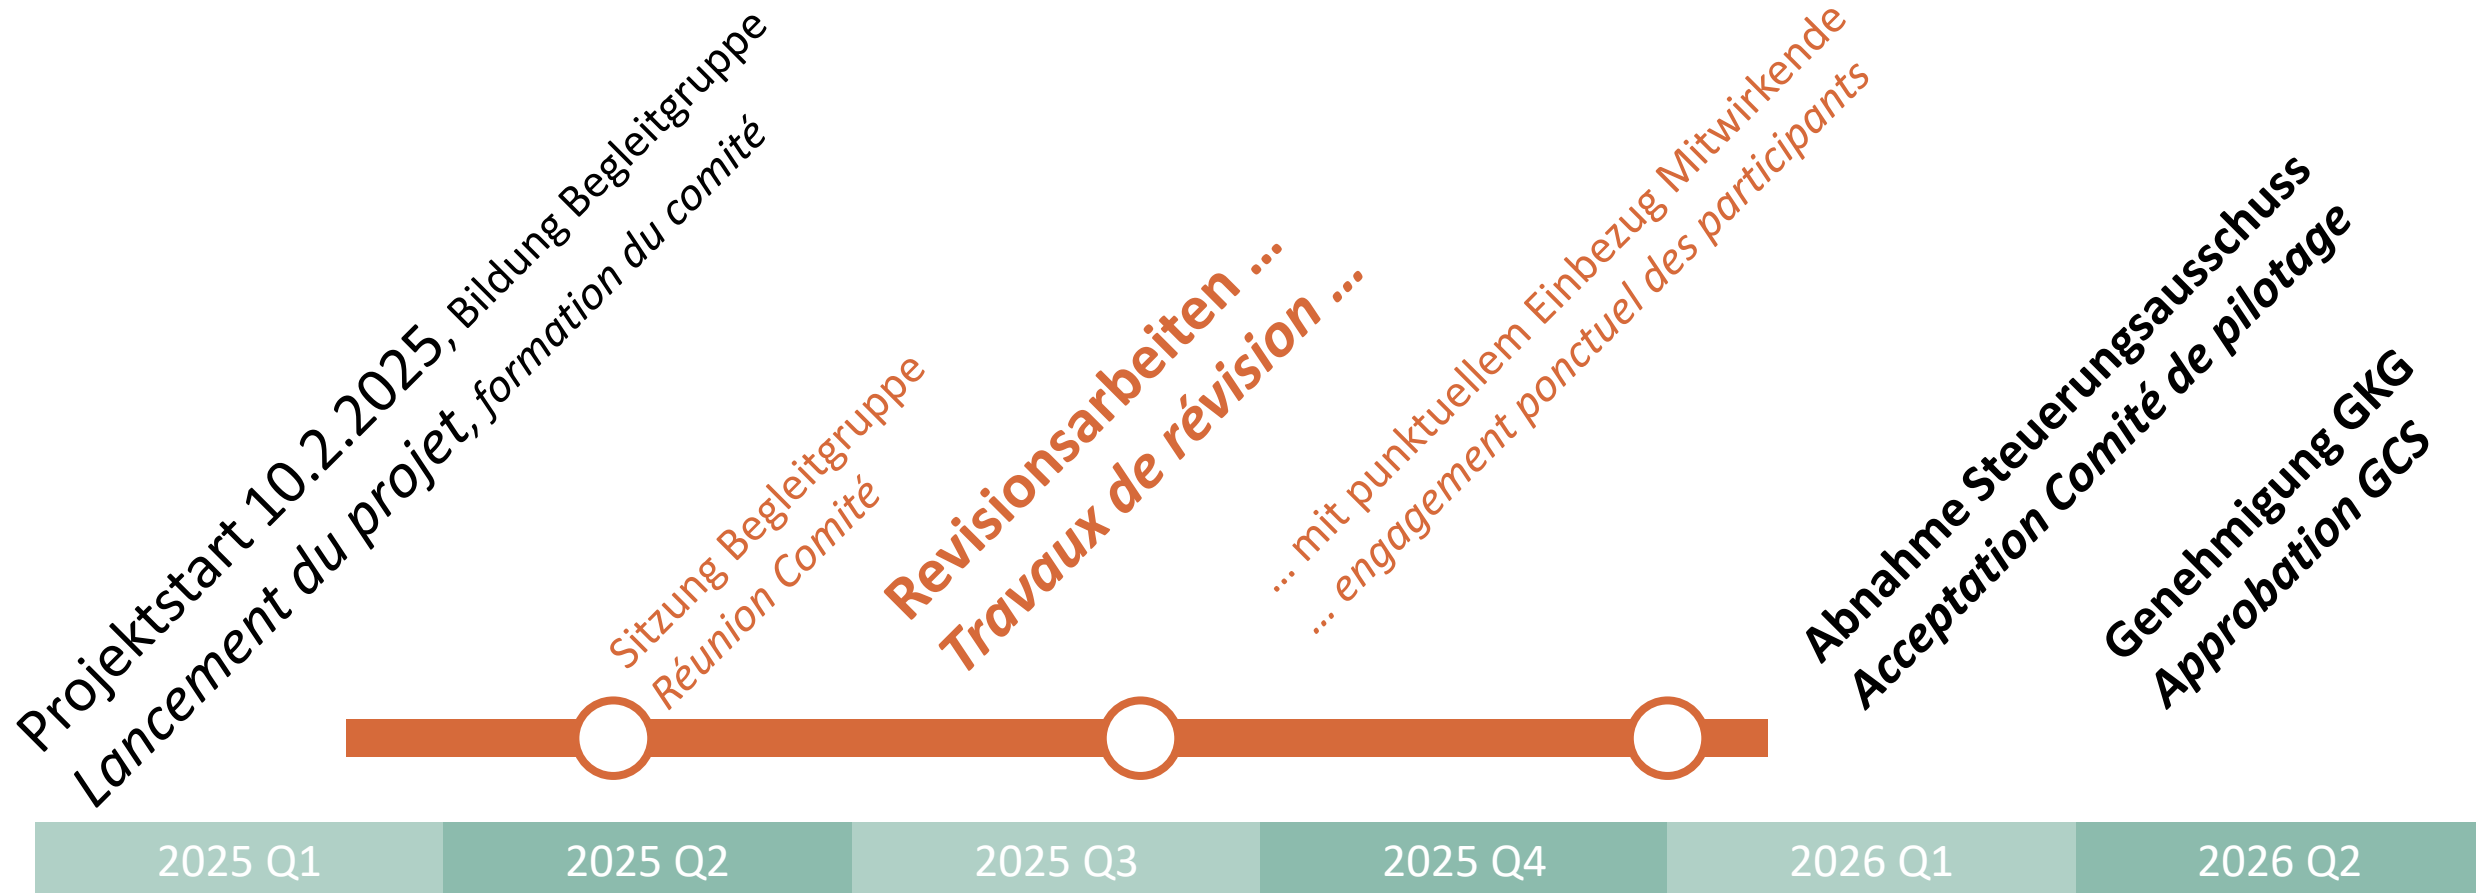 Projektstart 10.2.2025, Bildung Begleitgruppe
Lancement du projet, formation du comité
Sitzung Begleitgruppe
Réunion Comité
Revisionsarbeiten ...
Travaux de révision ...
... mit punktuellem Einbezug Mitwirkende
... engagement ponctuel des participants
Abnahme Steuerungsausschuss
Acceptation Comité de pilotage
Genehmigung GKG
Approbation GCS
2025 Q1
2025 Q2
2025 Q3
2025 Q4
2026 Q1
2026 Q2